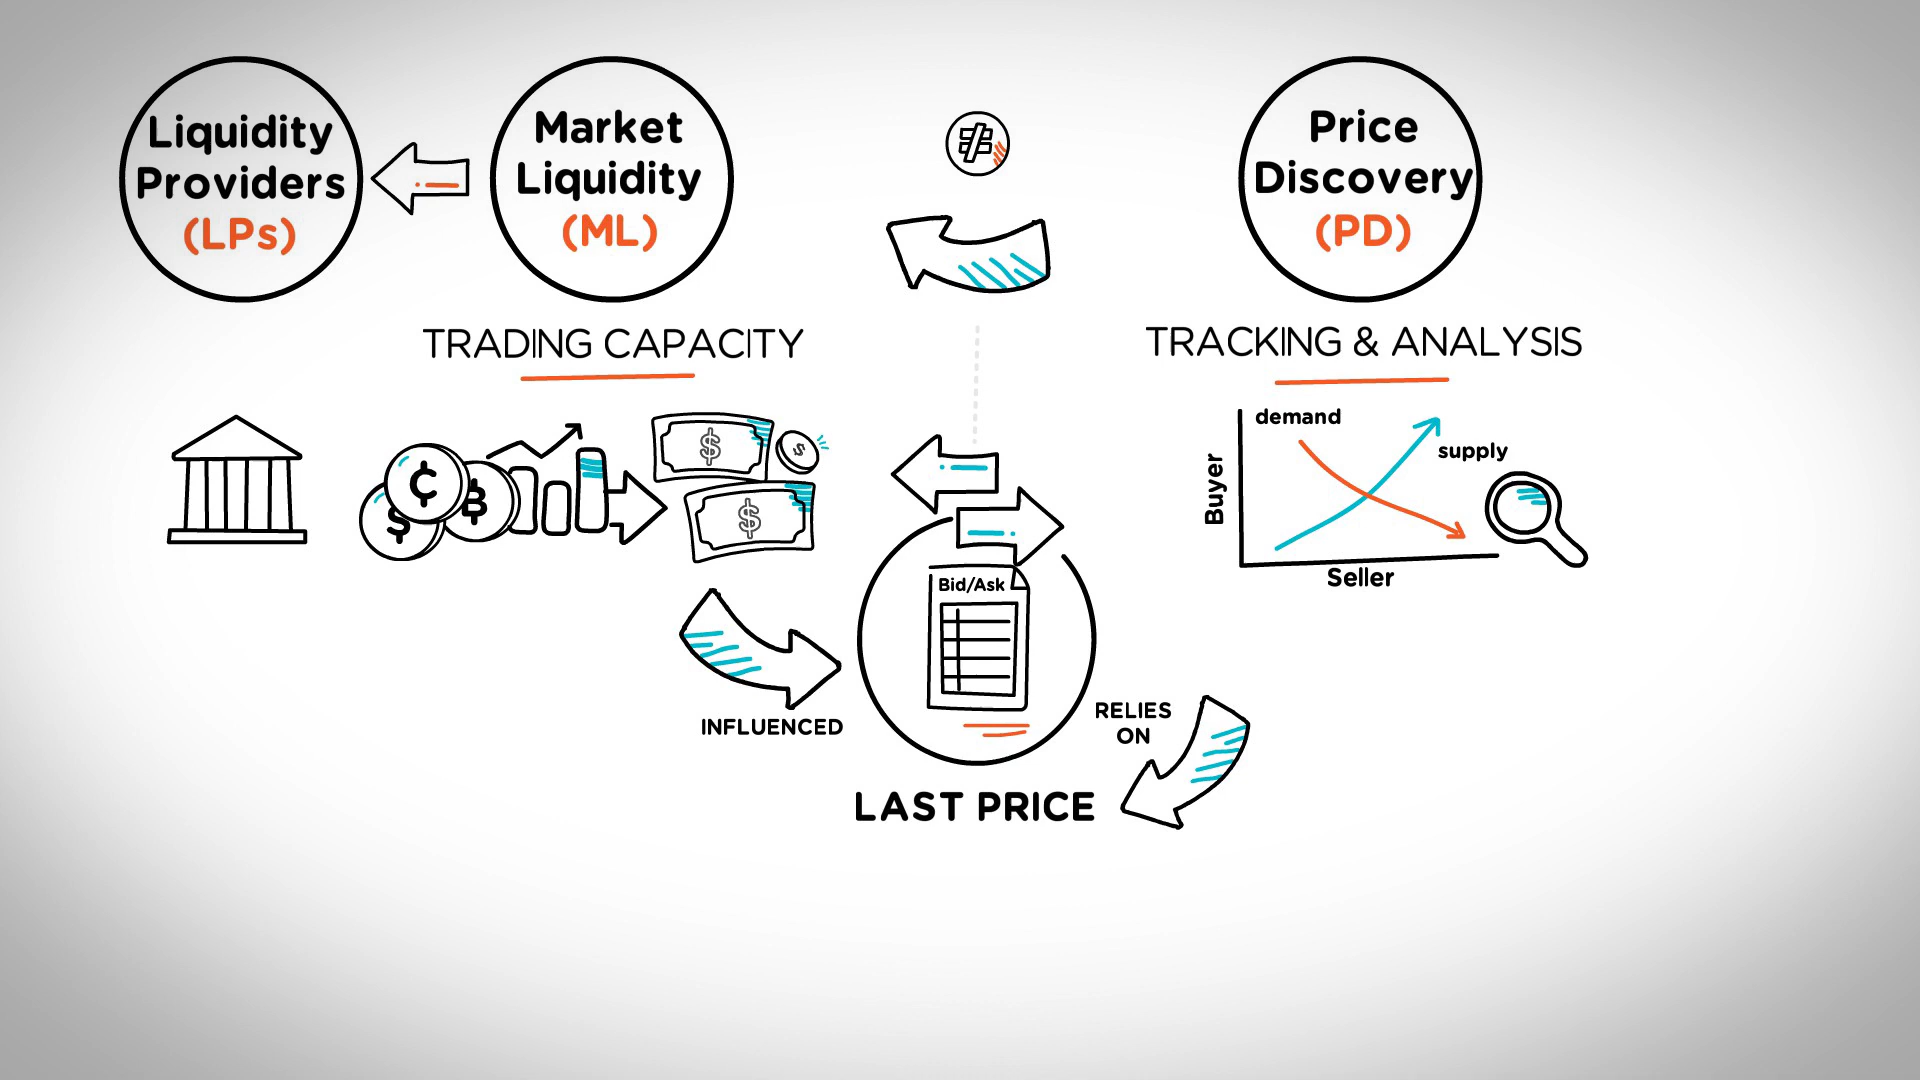 Liquidity
Providers
(LPs)
Market
Liquidity
(ML)
Price
Discovery
(PD)
TRADING CAPACITY
TRACKING & ANALYSIS
demand
supply
Buyer
Seller
$
¢
₿
$
$
$
Bid/Ask
INFLUENCED
RELIES
ON
LAST PRICE